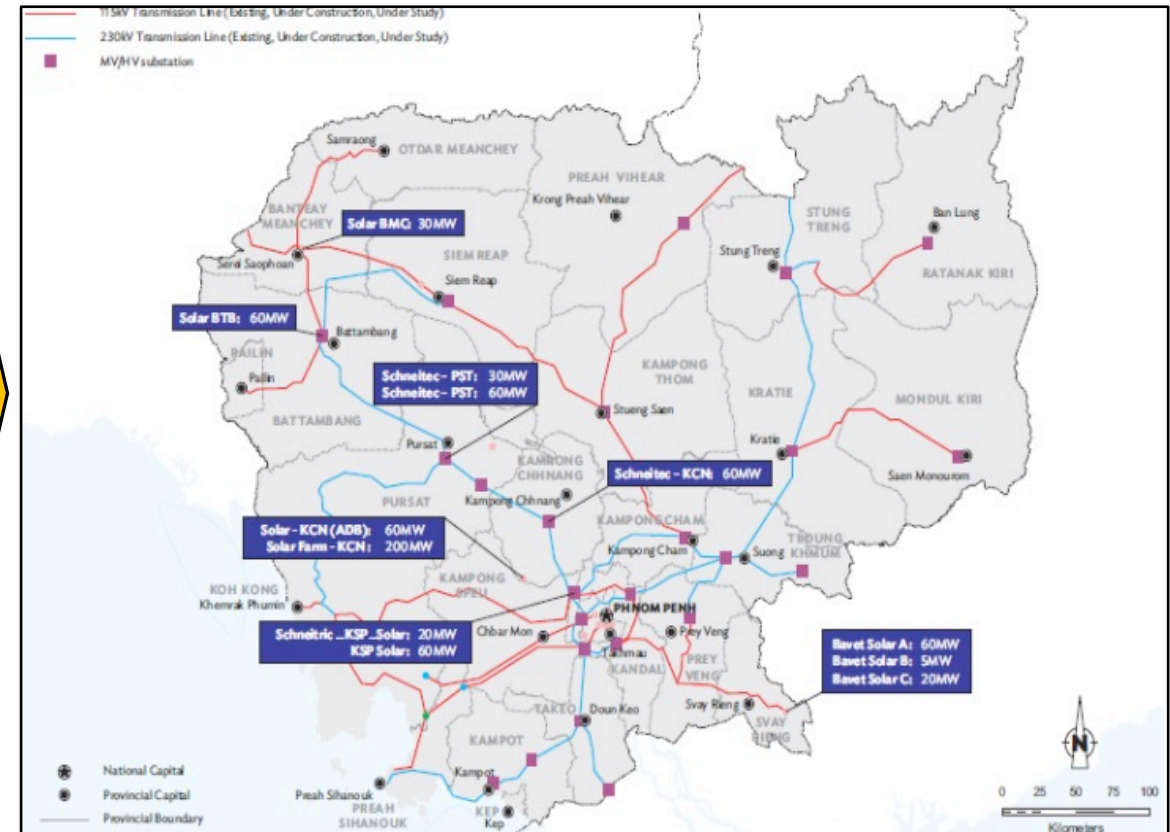 115kV Transmission Line (Existing, Under Construction, Under Study)
230kV Transmission Line (Existing, Under Construction, Under Study)
MV/HV substation
Samraong
OTDAR MEANCHEY
PREAH VIHEAR
Krong Preah Vihear
BANTEAY
MEANCHEY
Solar BMC: 30MW
STUNG
TRENG
Ban Lung
Serei Saophoan
SIEM REAP
Stung Treng
RATANAK KIRI
Siem Reap
Solar BTB: 60MW
Battambang
PAILIN
Pailin
KAMPONG
THOM
Schneitec - PST: 30MW
Schneitec - PST: 60MW
KRATIE
MONDUL KIRI
BATTAMBANG
Stueng Saen
Pursat
Kratie
KAMRONG
CHHNANG
Schneitec - KCN: 60MW
Saen Monourom
PURSAT
Kampong Chhnang
Solar - KCN (ADB): 60MW
Solar Farm - KCN: 200MW
KAMPONG CHAM
Kampong Cham
Suong
TBOUNG
KHMUM
KOH KONG
Khemrak Phumin
KAMPONG
SPEU
PHNOM PENH
Schneitric _KSP_Solar: 20MW
KSP Solar: 60MW
Chbar Mon
Prey Veng
Takhmau
KANDAL
PREY
VENG
Bavet Solar A: 60MW
Bavet Solar B: 5MW
Bavet Solar C: 20MW
TAKEO
Doun Keo
Svay Rieng
SVAY
RIENG
KAMPOT
N
National Capital
Provincial Capital
Provincial Boundary
Preah Sihanouk
PREAH
SIHANOUK
Kampot
KEP
Kep
0 25 50 75 100
Kilometers